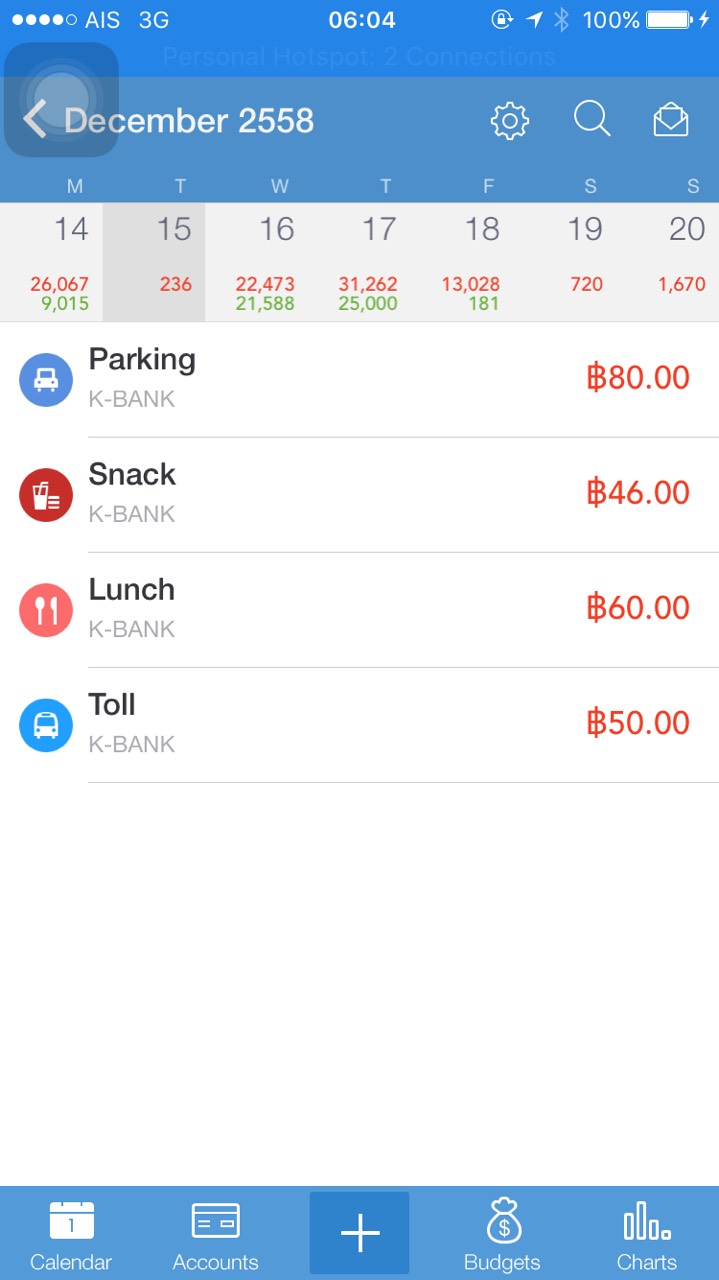 AIS 3G 06:04 100%
Personal Hotspot: 2 Connections
December 2558
M T W T F S S
14 15 16 17 18 19 20
26,067 236 22,473 31,262 13,028 720 1,670
9,015 21,588 25,000 181
Parking
฿80.00
K-BANK
Snack
฿46.00
K-BANK
Lunch
฿60.00
K-BANK
Toll
฿50.00
K-BANK
1 $
Calendar Accounts Budgets Charts